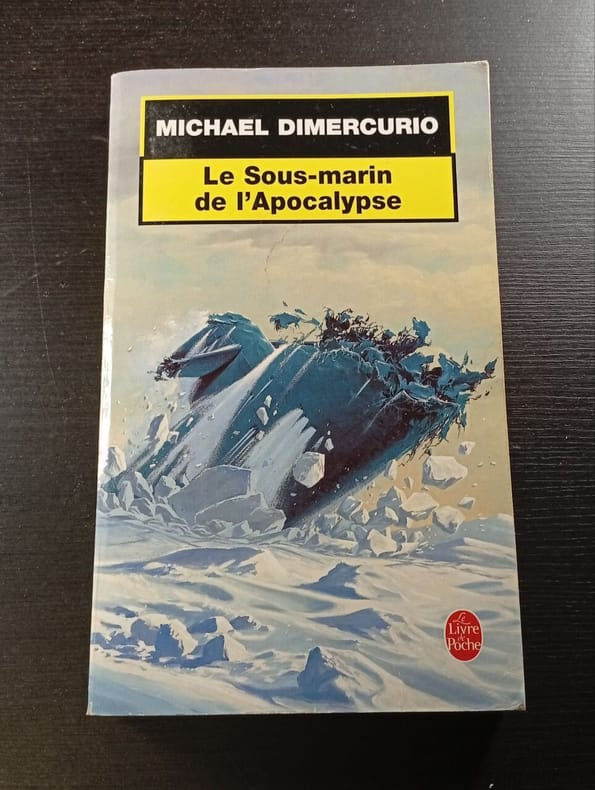 MICHAEL DIMERCURIO
Le Sous-marin
de l'Apocalypse
Le
Livre
de
Poche